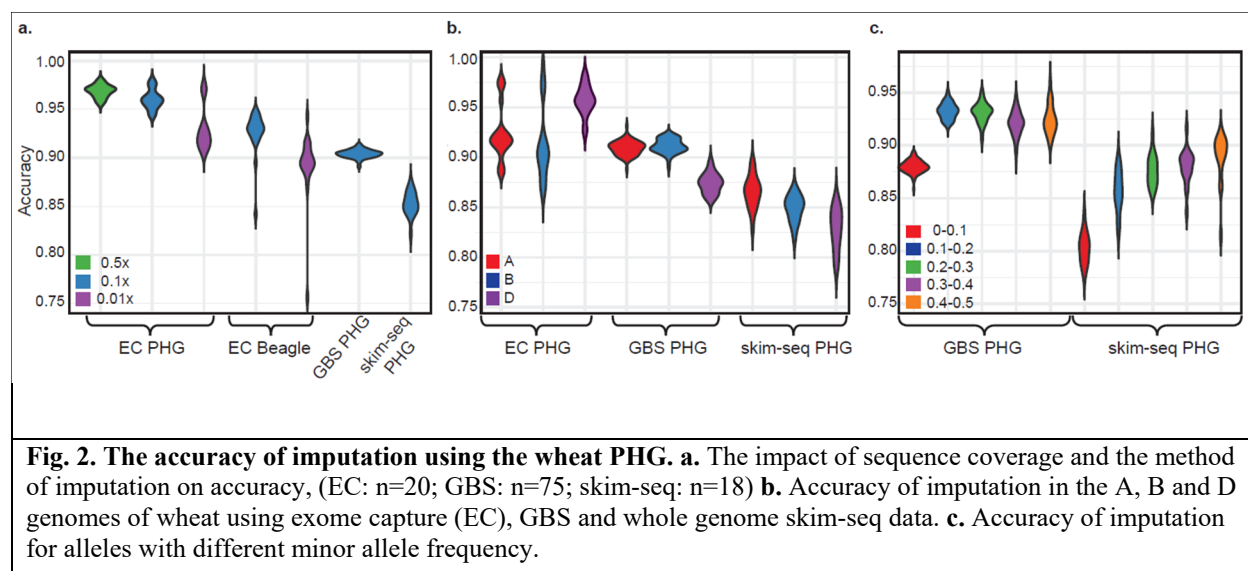 a.
1.00
0.95
0.90
0.85
0.80
0.75
Accuracy
0.5x
0.1x
0.01x
EC PHG
EC Beagle
GBS PHG
skim-seq
PHG
b.
1.00
0.95
0.90
0.85
0.80
0.75
A
B
D
EC PHG
GBS PHG
skim-seq PHG
c.
0.95
0.90
0.85
0.80
0.75
0-0.1
0.1-0.2
0.2-0.3
0.3-0.4
0.4-0.5
GBS PHG
skim-seq PHG
Fig. 2. The accuracy of imputation using the wheat PHG. a. The impact of sequence coverage and the method
of imputation on accuracy, (EC: n=20; GBS: n=75; skim-seq: n=18) b. Accuracy of imputation in the A, B and D
genomes of wheat using exome capture (EC), GBS and whole genome skim-seq data. c. Accuracy of imputation
for alleles with different minor allele frequency.